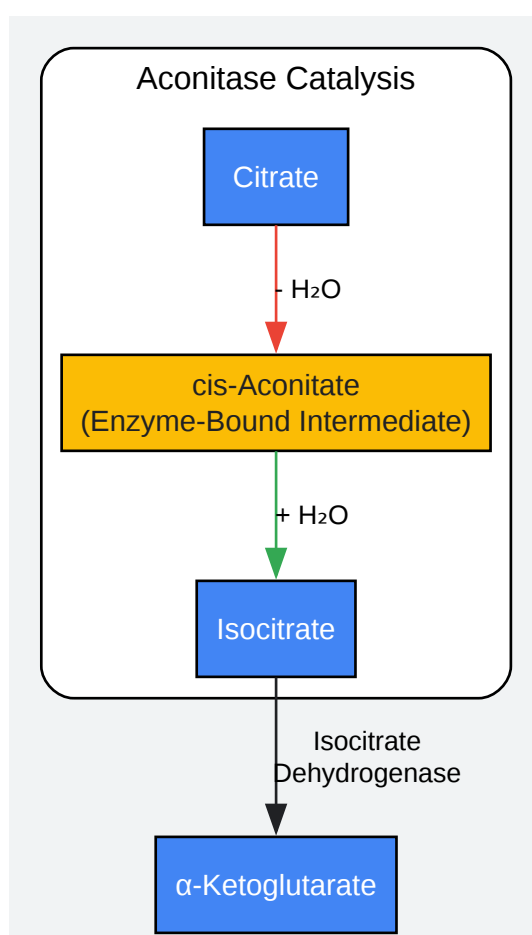 Aconitase Catalysis
Citrate
- H₂O
cis-Aconitate
(Enzyme-Bound Intermediate)
+ H₂O
Isocitrate
Isocitrate
Dehydrogenase
α-Ketoglutarate